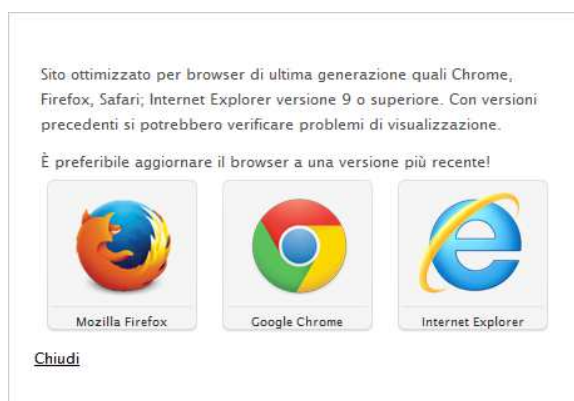 Sito ottimizzato per browser di ultima generazione quali Chrome,
Firefox, Safari; Internet Explorer versione 9 o superiore. Con versioni
precedenti si potrebbero verificare problemi di visualizzazione.
È preferibile aggiornare il browser a una versione più recente!
Mozilla Firefox
Google Chrome
Internet Explorer
Chiudi